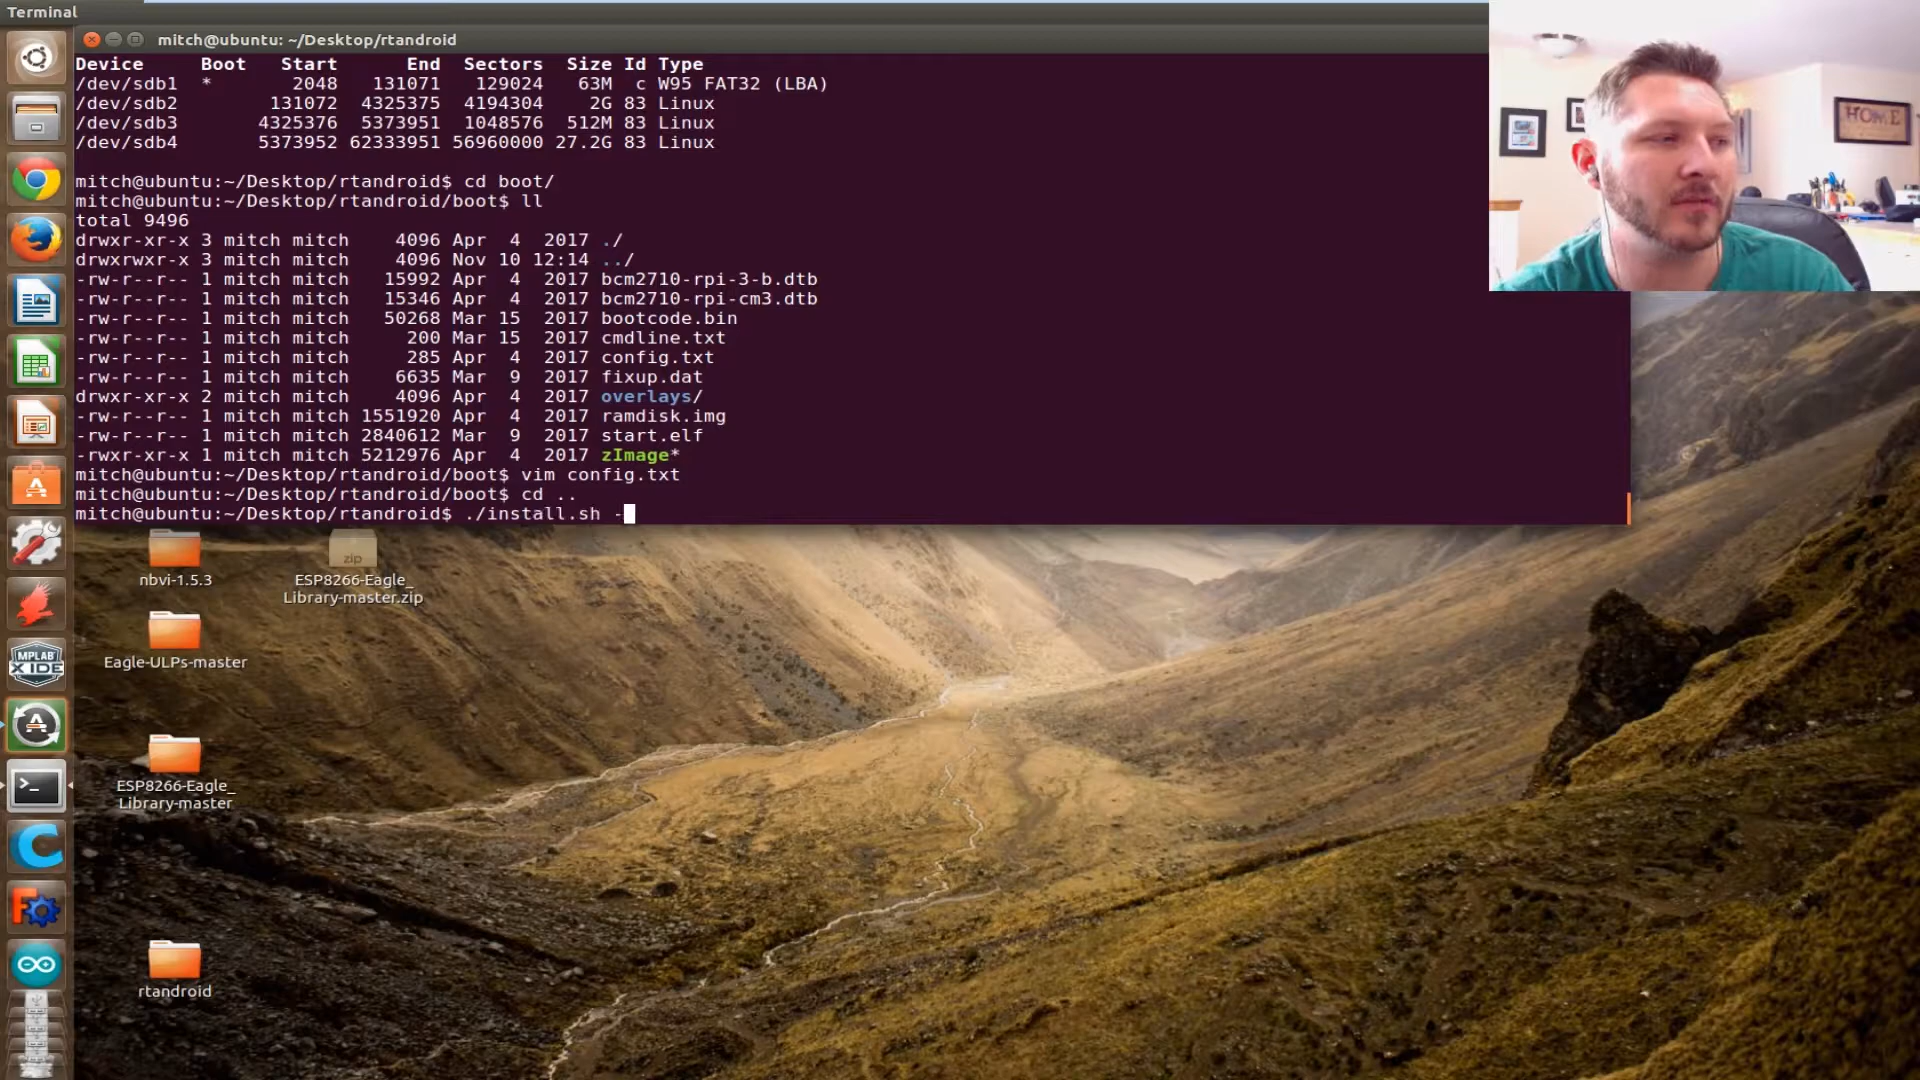 Terminal
mitch@ubuntu: ~/Desktop/rtandroid
Device     Boot   Start      End  Sectors  Size Id Type
/dev/sdb1  *       2048   131071   129024   63M  c W95 FAT32 (LBA)
/dev/sdb2        131072  4325375  4194304    2G 83 Linux
/dev/sdb3       4325376  5373951  1048576  512M 83 Linux
/dev/sdb4       5373952 62333951 56960000 27.2G 83 Linux
mitch@ubuntu:~/Desktop/rtandroid$ cd boot/
mitch@ubuntu:~/Desktop/rtandroid/boot$ ll
total 9496
drwxr-xr-x 3 mitch mitch    4096 Apr  4  2017 ./
drwxrwxr-x 3 mitch mitch    4096 Nov 10 12:14 ../
-rw-r--r-- 1 mitch mitch   15992 Apr  4  2017 bcm2710-rpi-3-b.dtb
-rw-r--r-- 1 mitch mitch   15346 Apr  4  2017 bcm2710-rpi-cm3.dtb
-rw-r--r-- 1 mitch mitch   50268 Mar 15  2017 bootcode.bin
-rw-r--r-- 1 mitch mitch     200 Mar 15  2017 cmdline.txt
-rw-r--r-- 1 mitch mitch     285 Apr  4  2017 config.txt
-rw-r--r-- 1 mitch mitch    6635 Mar  9  2017 fixup.dat
drwxr-xr-x 2 mitch mitch    4096 Apr  4  2017 overlays/
-rw-r--r-- 1 mitch mitch 1551920 Apr  4  2017 ramdisk.img
-rw-r--r-- 1 mitch mitch 2840612 Mar  9  2017 start.elf
-rwxr-xr-x 1 mitch mitch 5212976 Apr  4  2017 zImage*
mitch@ubuntu:~/Desktop/rtandroid/boot$ vim config.txt
mitch@ubuntu:~/Desktop/rtandroid/boot$ cd ..
mitch@ubuntu:~/Desktop/rtandroid$ ./install.sh -
HOME
zip
nbvi-1.5.3
ESP8266-Eagle_
Library-master.zip
Eagle-ULPs-master
MPLAB
X IDE
ESP8266-Eagle_
Library-master
rtandroid